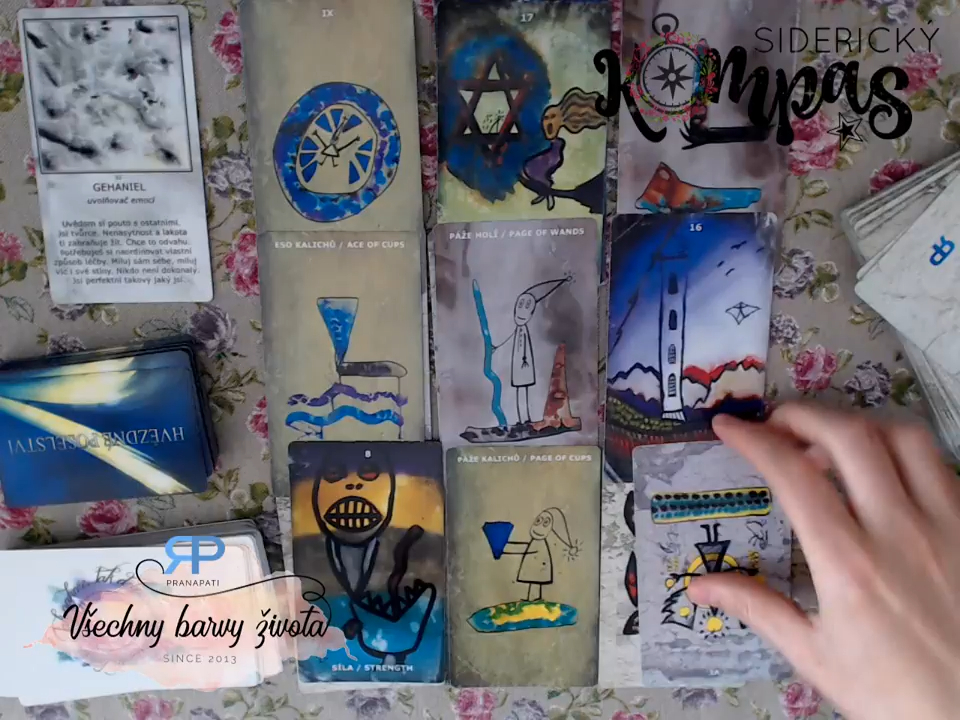 SIDERICKÝ
KOmpas
GEHANIEL
uvolňovač emocí
Uvědom si pouto s ostatními,
jsi tvůrce. Nenasytnost a lakota
ti zabraňuje žít. Chce to odvahu.
Potřebuješ si naordinovat vlastní
způsob léčby. Miluj sám sebe, miluj
i své stíny. Nikdo není dokonalý.
Jsi perfektní takový jaký jsi.
IX
17
ESO KALICHŮ / ACE OF CUPS
PÁŽE HOLÍ / PAGE OF WANDS
16
HVĚZDNÉ POSELSTVÍ
8
SÍLA / STRENGTH
PÁŽE KALICHŮ / PAGE OF CUPS
RP
RP
PRANAPATI
Všechny barvy života
SINCE 2013